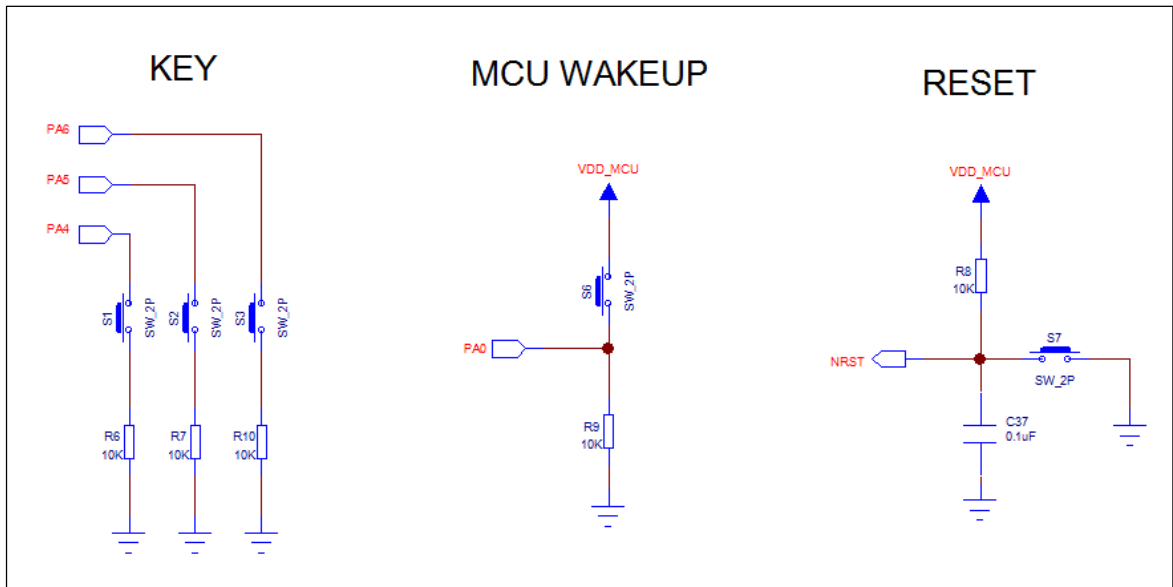 KEY
PA6
PA5
PA4
S1
SW_2P
S2
SW_2P
S3
SW_2P
R6
10K
R7
10K
R10
10K
MCU WAKEUP
VDD_MCU
S6
SW_2P
PA0
R9
10K
RESET
VDD_MCU
R8
10K
S7
SW_2P
NRST
C37
0.1uF